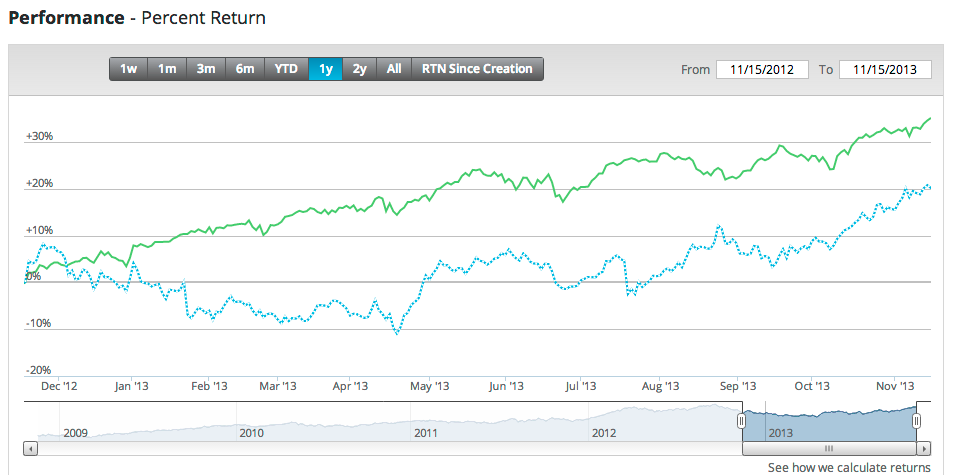 Performance - Percent Return
1w 1m 3m 6m YTD 1y 2y All RTN Since Creation From 11/15/2012 To 11/15/2013
+30%
+20%
+10%
0%
-10%
-20%
Dec '12 Jan '13 Feb '13 Mar '13 Apr '13 May '13 Jun '13 Jul '13 Aug '13 Sep '13 Oct '13 Nov '13
2009 2010 2011 2012 2013
See how we calculate returns